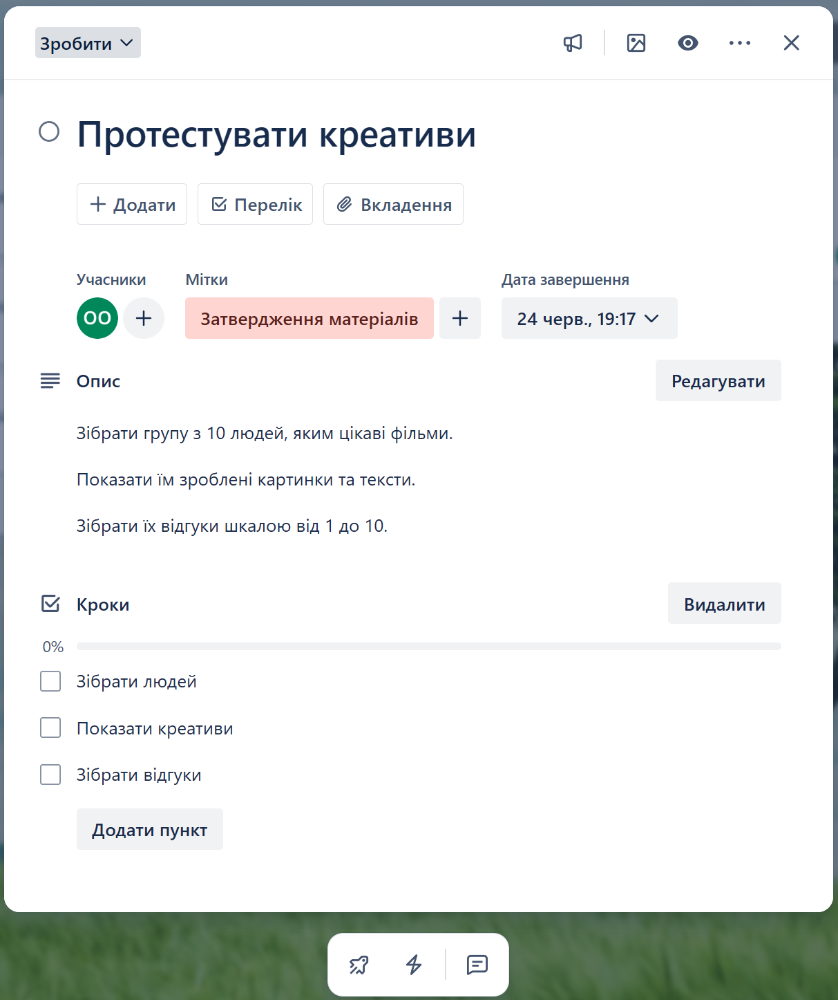 Зробити
Протестувати креативи
Додати
Перелік
Вкладення
Учасники
Мітки
Дата завершення
ОО
Затвердження матеріалів
24 черв., 19:17
Опис
Редагувати
Зібрати групу з 10 людей, яким цікаві фільми.
Показати їм зроблені картинки та тексти.
Зібрати їх відгуки шкалою від 1 до 10.
Кроки
Видалити
0%
Зібрати людей
Показати креативи
Зібрати відгуки
Додати пункт